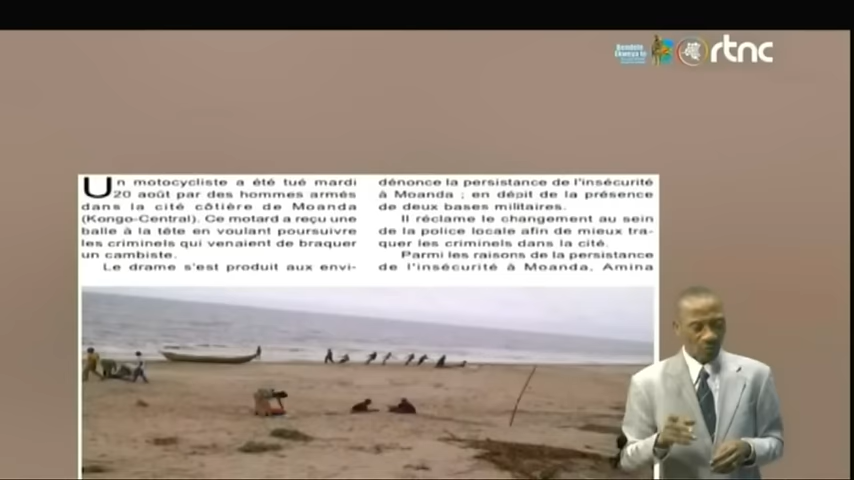 rtnc
Un motocycliste a été tué mardi
20 août par des hommes armés
dans la cité côtière de Moanda
(Kongo-Central). Ce motard a reçu une
balle à la tête en voulant poursuivre
les criminels qui venaient de braquer
un cambiste.
Le drame s'est produit aux envi-
dénonce la persistance de l'insécurité
à Moanda ; en dépit de la présence
de deux bases militaires.
Il réclame le changement au sein
de la police locale afin de mieux tra-
quer les criminels dans la cité.
Parmi les raisons de la persistance
de l'insécurité à Moanda, Amina